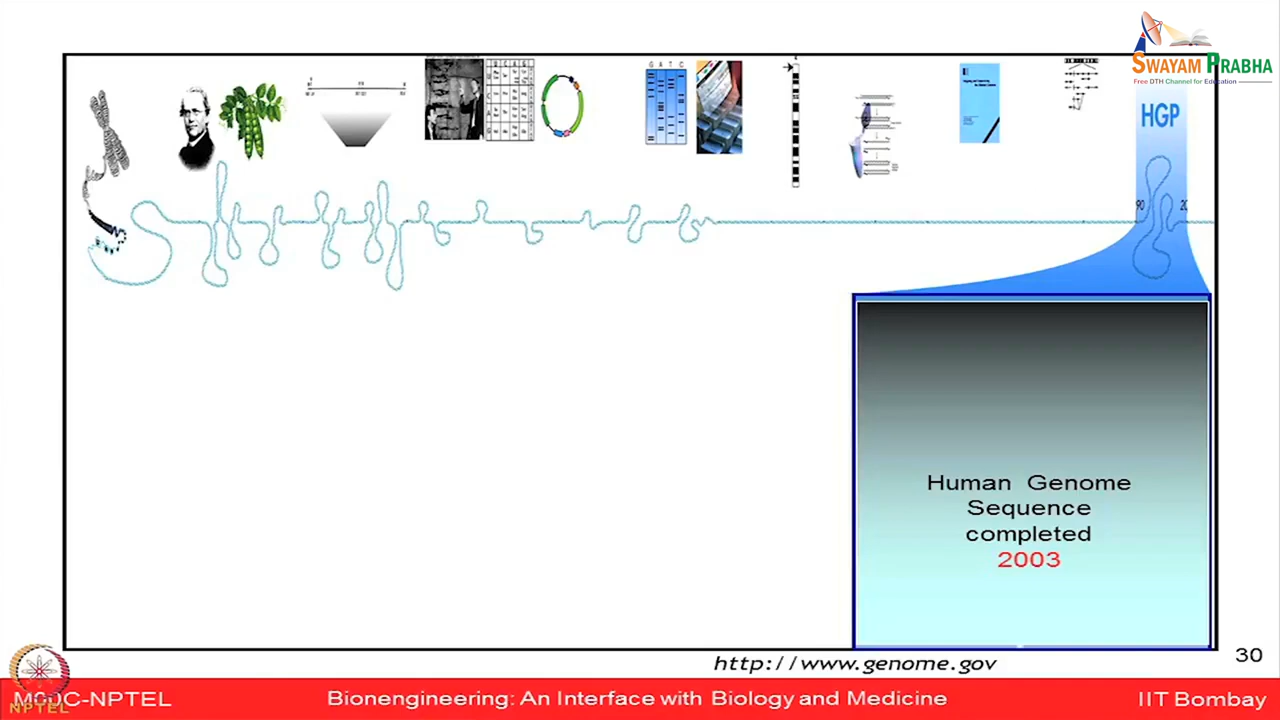 SWAYAM PRABHA
Free DTH Channel for Education
G A T C
HGP
90 20
Human Genome
Sequence
completed
2003
http://www.genome.gov
30
MOOC-NPTEL
NPTEL
Bionengineering: An Interface with Biology and Medicine
IIT Bombay